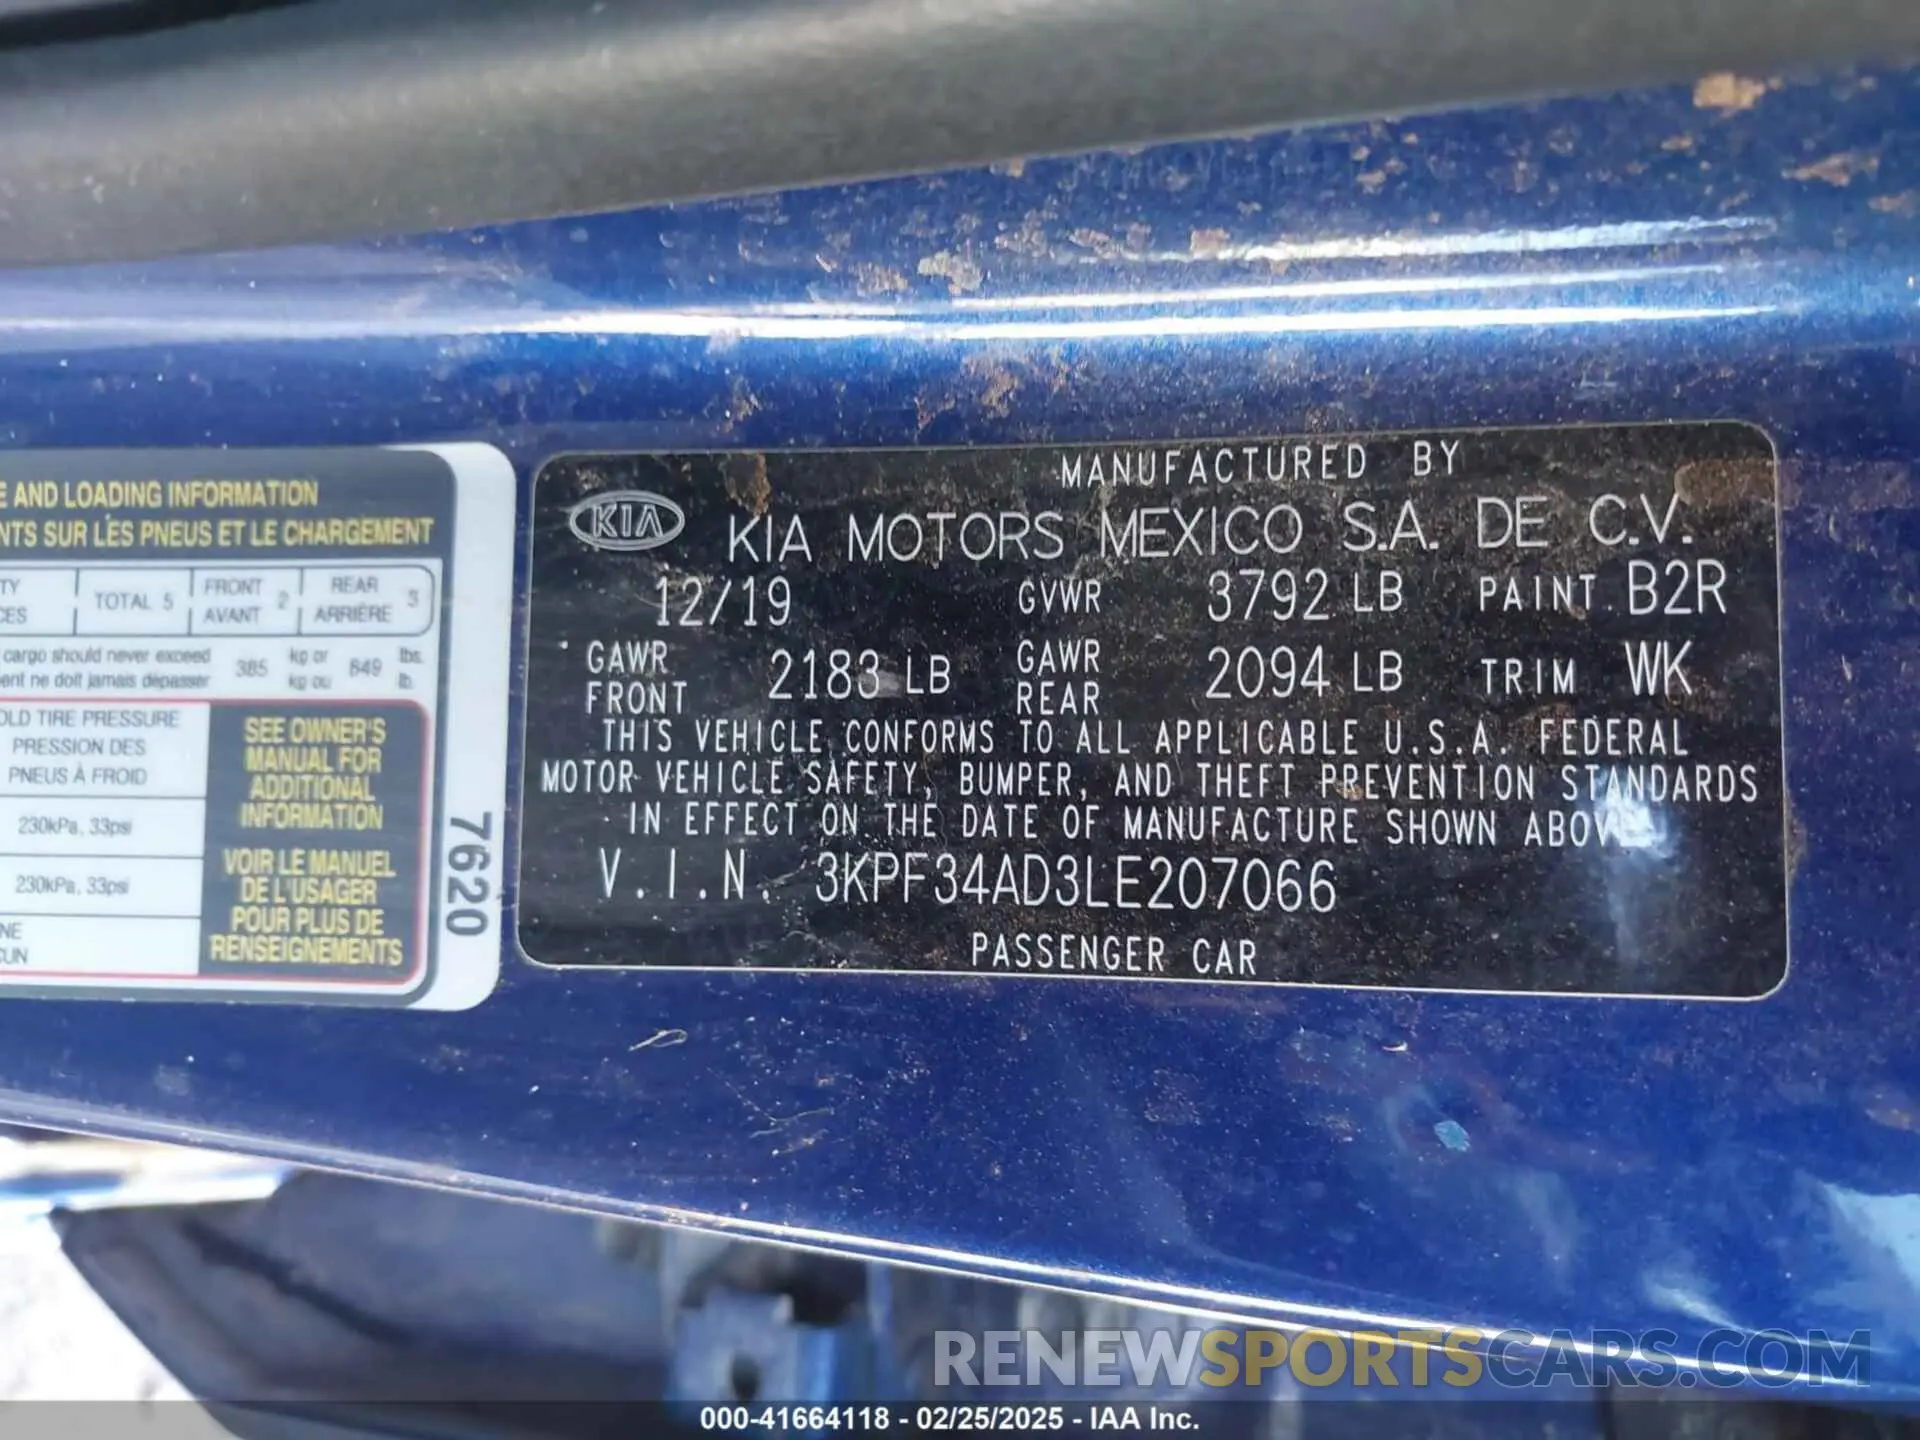 E AND LOADING INFORMATION
NTS SUR LES PNEUS ET LE CHARGEMENT
TY
CES
TOTAL 5
FRONT
AVANT
2
REAR
ARRIÈRE
3
cargo should never exceed
ent ne doit jamais dépasser
385
kg or
kg ou
849
lbs.
lb.
OLD TIRE PRESSURE
PRESSION DES
PNEUS À FROID
230kPa, 33psi
230kPa, 33psi
NE
CUN
SEE OWNER'S
MANUAL FOR
ADDITIONAL
INFORMATION
VOIR LE MANUEL
DE L'USAGER
POUR PLUS DE
RENSEIGNEMENTS
7620
MANUFACTURED BY
KIA
KIA MOTORS MEXICO S.A. DE C.V.
12/19 GVWR 3792 LB PAINT B2R
GAWR FRONT 2183 LB GAWR REAR 2094 LB TRIM WK
THIS VEHICLE CONFORMS TO ALL APPLICABLE U.S.A. FEDERAL
MOTOR VEHICLE SAFETY, BUMPER, AND THEFT PREVENTION STANDARDS
IN EFFECT ON THE DATE OF MANUFACTURE SHOWN ABOVE.
V.I.N. 3KPF34AD3LE207066
PASSENGER CAR
RENEWSPORTSCARS.COM
000-41664118 - 02/25/2025 - IAA Inc.